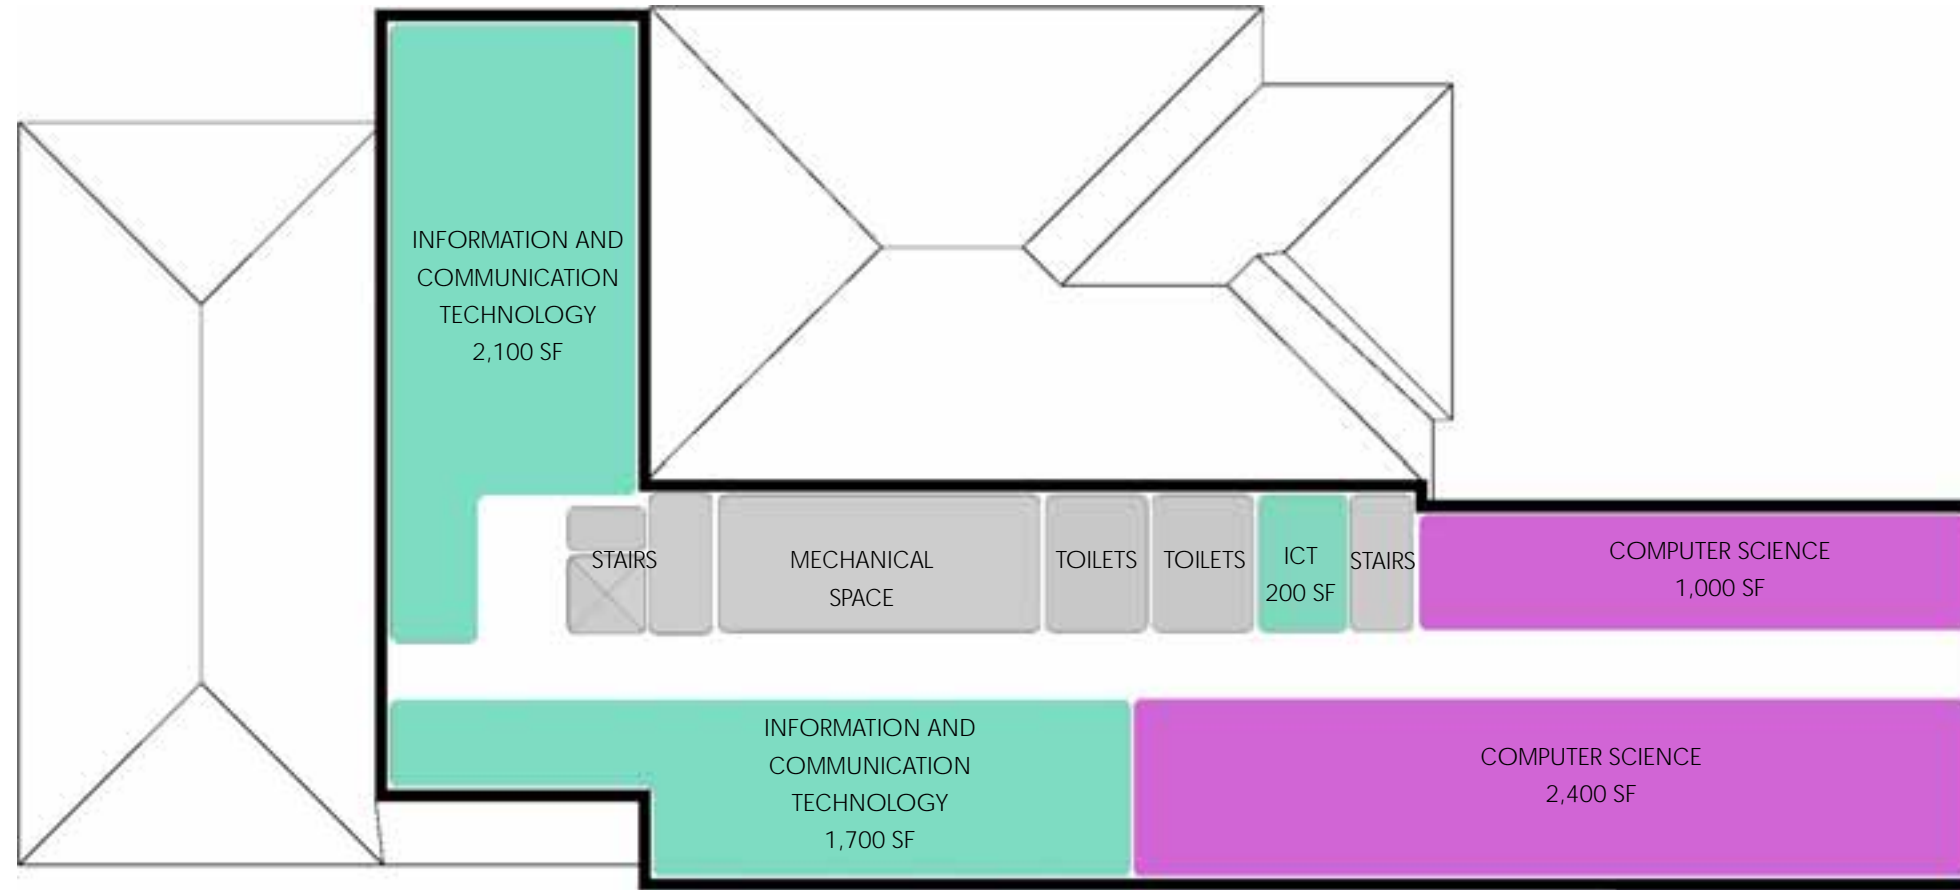 INFORMATION AND
COMMUNICATION
TECHNOLOGY
2,100 SF
STAIRS
MECHANICAL
SPACE
TOILETS
TOILETS
ICT
200 SF
STAIRS
COMPUTER SCIENCE
1,000 SF
INFORMATION AND
COMMUNICATION
TECHNOLOGY
1,700 SF
COMPUTER SCIENCE
2,400 SF